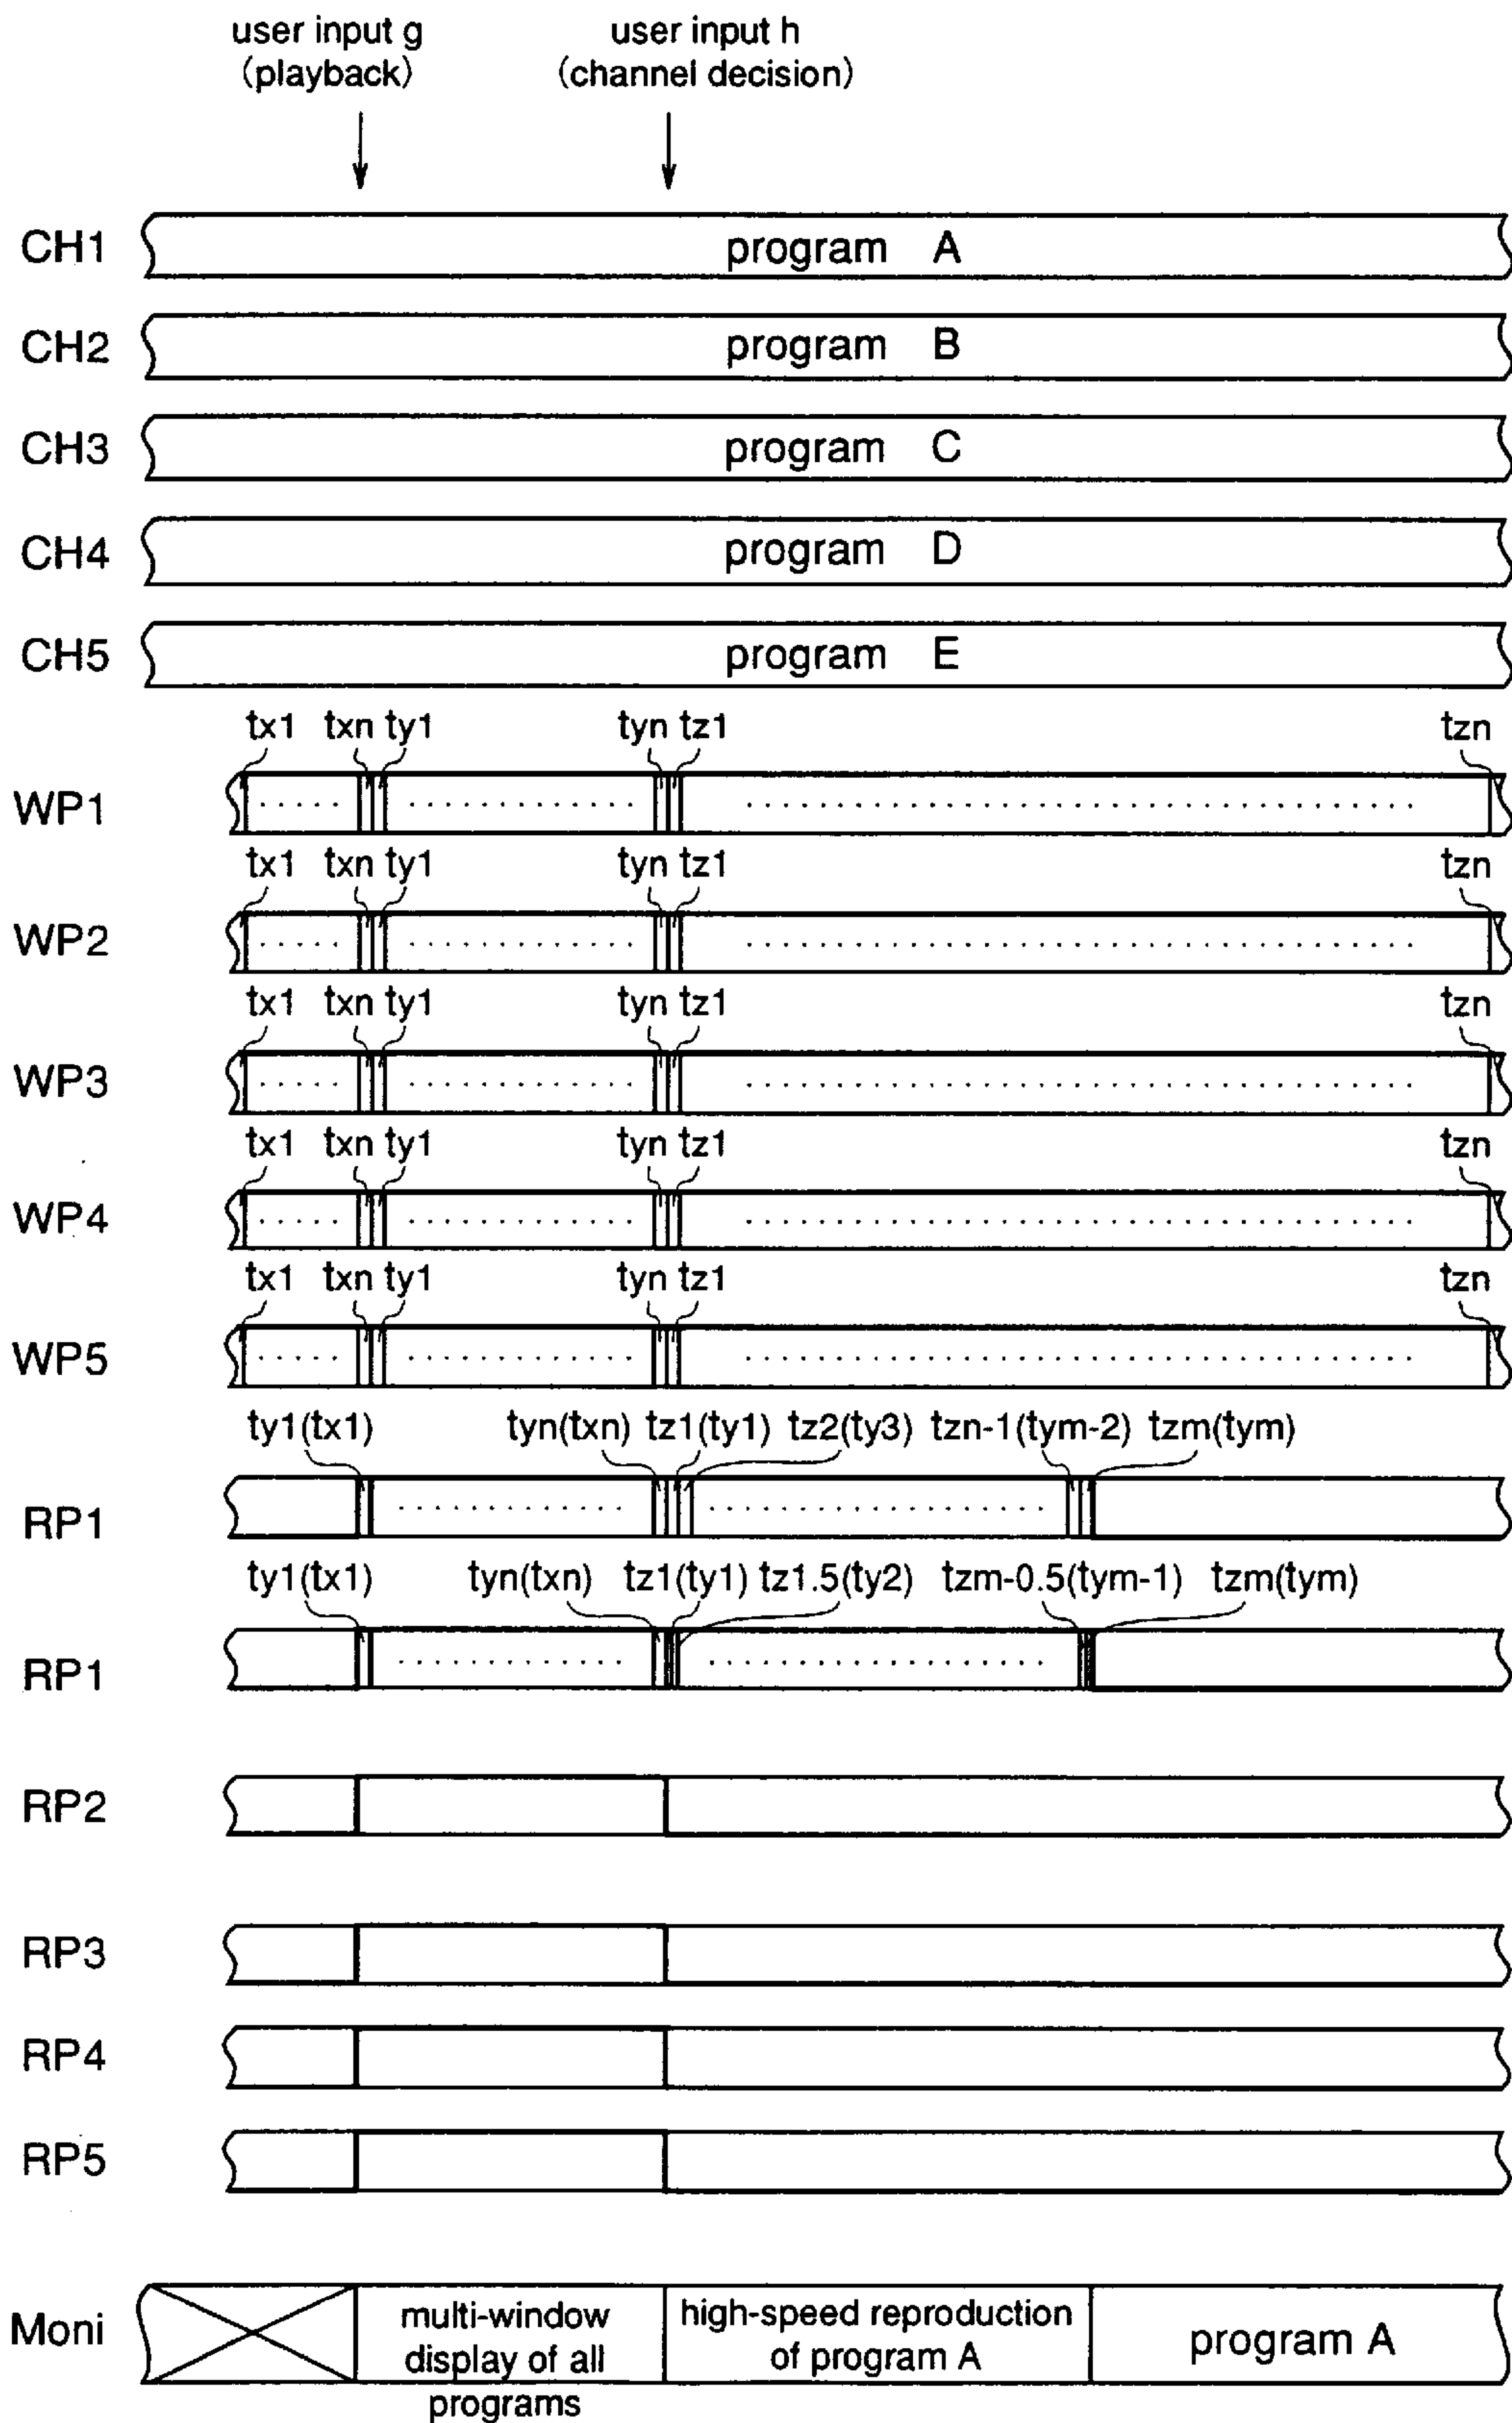 user input g
(playback)
user input h
(channel decision)
CH1 program A
CH2 program B
CH3 program C
CH4 program D
CH5 program E
tx1 txn ty1 tyn tz1 tzn
WP1
tx1 txn ty1 tyn tz1 tzn
WP2
tx1 txn ty1 tyn tz1 tzn
WP3
tx1 txn ty1 tyn tz1 tzn
WP4
tx1 txn ty1 tyn tz1 tzn
WP5
ty1(tx1) tyn(txn) tz1(ty1) tz2(ty3) tzn-1(tym-2) tzm(tym)
RP1
ty1(tx1) tyn(txn) tz1(ty1) tz1.5(ty2) tzm-0.5(tym-1) tzm(tym)
RP1
RP2
RP3
RP4
RP5
Moni
multi-window
display of all
programs
high-speed reproduction
of program A
program A